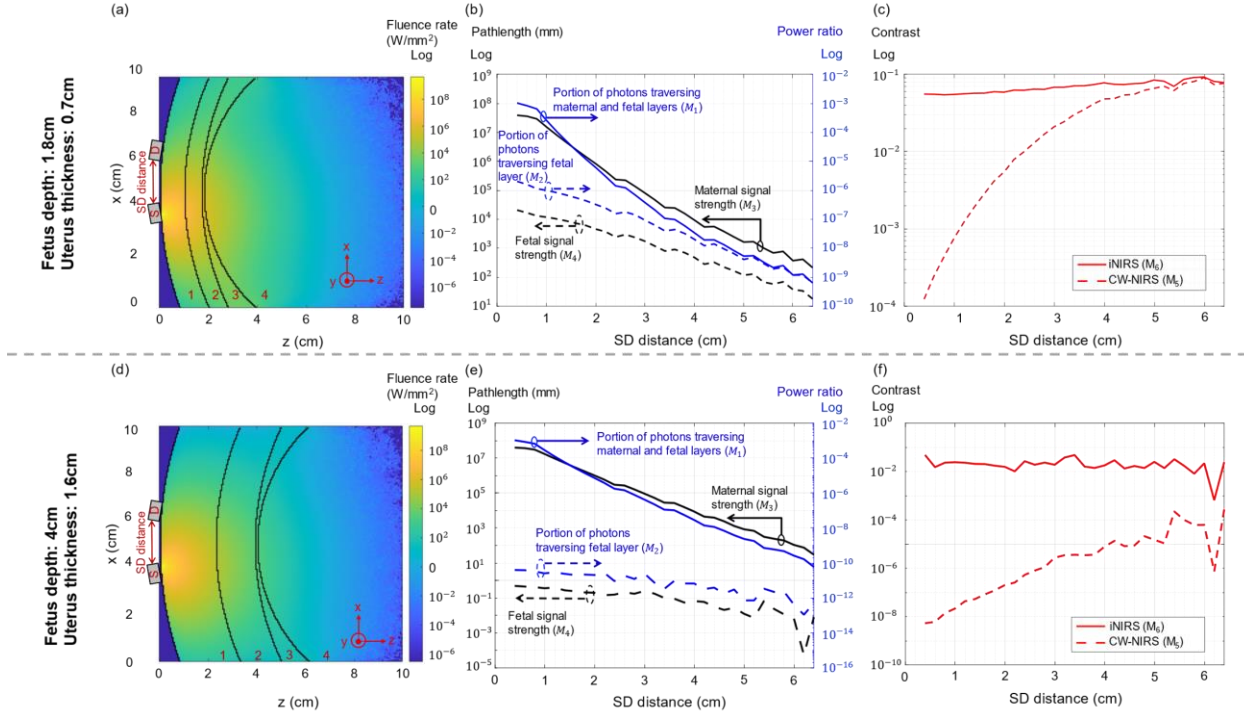 (a)
(b)
(c)
Fluence rate
(W/mm²)
Log
Pathlength (mm)
Log
Power ratio
Log
Contrast
Log
Fetus depth: 1.8cm
Uterus thickness: 0.7cm
10
8
6
4
2
0
x (cm)
D
SD distance
S
1 2 3 4
x
y z
0 2 4 6 8 10
z (cm)
10⁸
10⁶
10⁴
10²
0
10⁻²
10⁻⁴
10⁻⁶
10⁹
10⁸
10⁷
10⁶
10⁵
10⁴
10³
10²
10¹
Portion of photons traversing
maternal and fetal layers (M₁)
Portion of
photons
traversing fetal
layer (M₂)
Maternal signal
strength (M₃)
Fetal signal
strength (M₄)
10⁻²
10⁻³
10⁻⁴
10⁻⁵
10⁻⁶
10⁻⁷
10⁻⁸
10⁻⁹
10⁻¹⁰
0 1 2 3 4 5 6
SD distance (cm)
10⁻¹
10⁻²
10⁻³
10⁻⁴
iNIRS (M₆)
CW-NIRS (M₅)
0 1 2 3 4 5 6
SD distance (cm)
(d)
(e)
(f)
Fluence rate
(W/mm²)
Log
Pathlength (mm)
Log
Power ratio
Log
Contrast
Log
Fetus depth: 4cm
Uterus thickness: 1.6cm
10
8
6
4
2
0
x (cm)
D
SD distance
S
1 2 3 4
x
y z
0 2 4 6 8 10
z (cm)
10⁸
10⁶
10⁴
10²
0
10⁻²
10⁻⁴
10⁻⁶
10⁹
10⁷
10⁵
10³
10¹
10⁻¹
10⁻³
10⁻⁵
Portion of photons traversing
maternal and fetal layers (M₁)
Maternal signal
strength (M₃)
Portion of photons
traversing fetal layer (M₂)
Fetal signal
strength (M₄)
10⁻²
10⁻⁴
10⁻⁶
10⁻⁸
10⁻¹⁰
10⁻¹²
10⁻¹⁴
10⁻¹⁶
0 1 2 3 4 5 6
SD distance (cm)
10⁰
10⁻²
10⁻⁴
10⁻⁶
10⁻⁸
10⁻¹⁰
iNIRS (M₆)
CW-NIRS (M₅)
0 1 2 3 4 5 6
SD distance (cm)